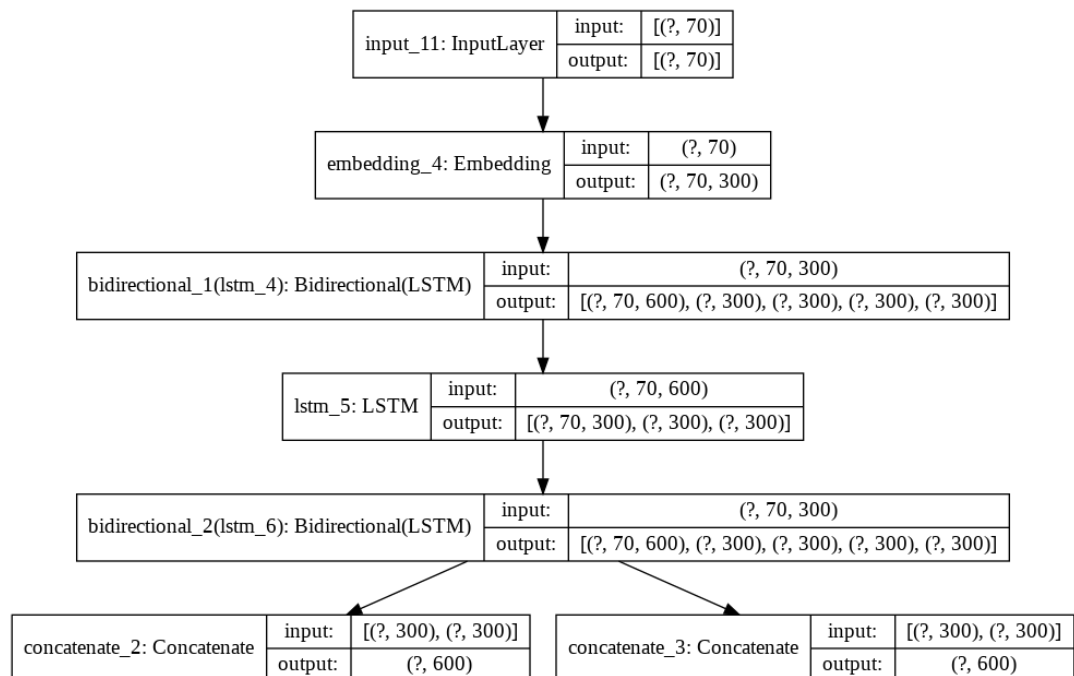 input_11: InputLayer
input: [(?, 70)]
output: [(?, 70)]
embedding_4: Embedding
input: (?, 70)
output: (?, 70, 300)
bidirectional_1(lstm_4): Bidirectional(LSTM)
input: (?, 70, 300)
output: [(?, 70, 600), (?, 300), (?, 300), (?, 300), (?, 300)]
lstm_5: LSTM
input: (?, 70, 600)
output: [(?, 70, 300), (?, 300), (?, 300)]
bidirectional_2(lstm_6): Bidirectional(LSTM)
input: (?, 70, 300)
output: [(?, 70, 600), (?, 300), (?, 300), (?, 300), (?, 300)]
concatenate_2: Concatenate
input: [(?, 300), (?, 300)]
output: (?, 600)
concatenate_3: Concatenate
input: [(?, 300), (?, 300)]
output: (?, 600)